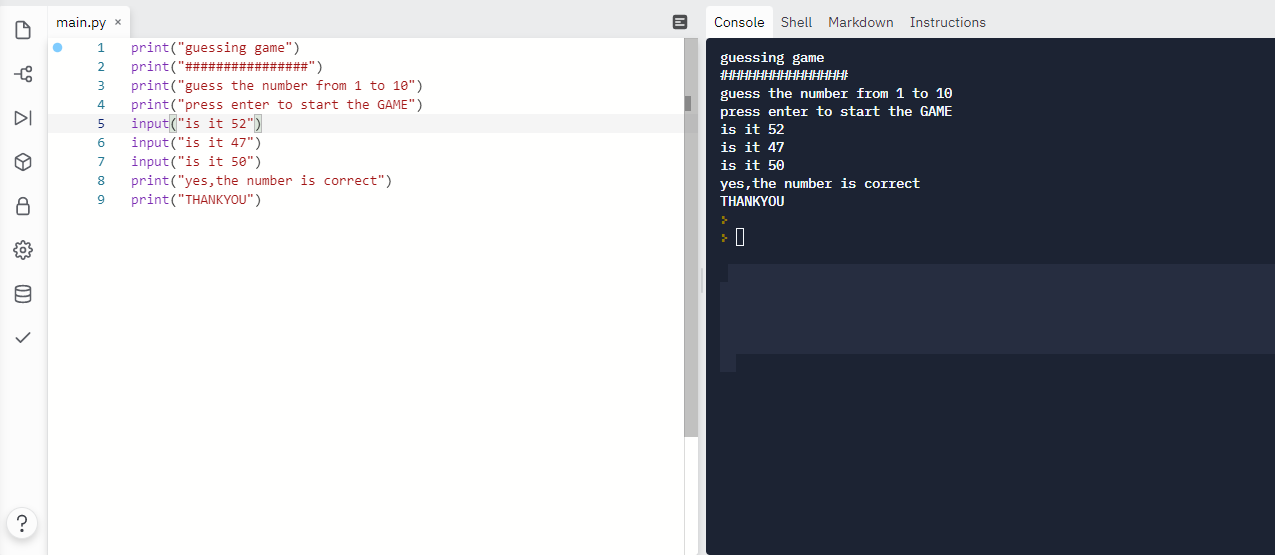 main.py ×
1 print("guessing game")
2 print("################")
3 print("guess the number from 1 to 10")
4 print("press enter to start the GAME")
5 input("is it 52")
6 input("is it 47")
7 input("is it 50")
8 print("yes,the number is correct")
9 print("THANKYOU")
?
Console Shell Markdown Instructions
guessing game
################
guess the number from 1 to 10
press enter to start the GAME
is it 52
is it 47
is it 50
yes,the number is correct
THANKYOU